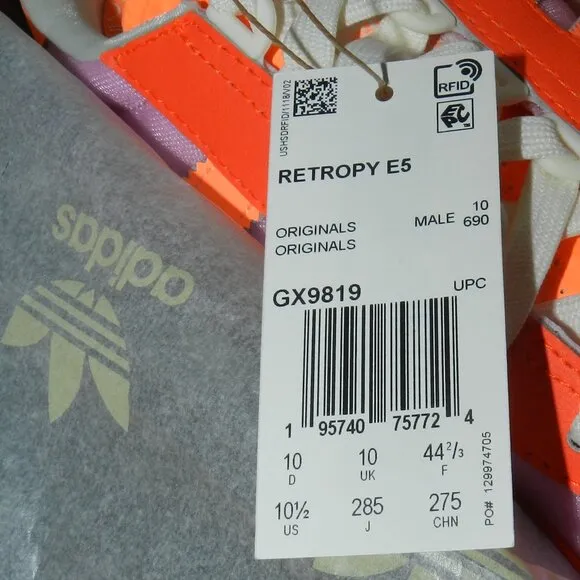 USHSDRFID/1118/V02
RFID
EPC
RETROPY E5
ORIGINALS
ORIGINALS
MALE
10
690
GX9819
UPC
1 95740 75772 4
10 10 44²/₃
D UK F
10½ 285 275
US J CHN
PO# 129974705
adidas